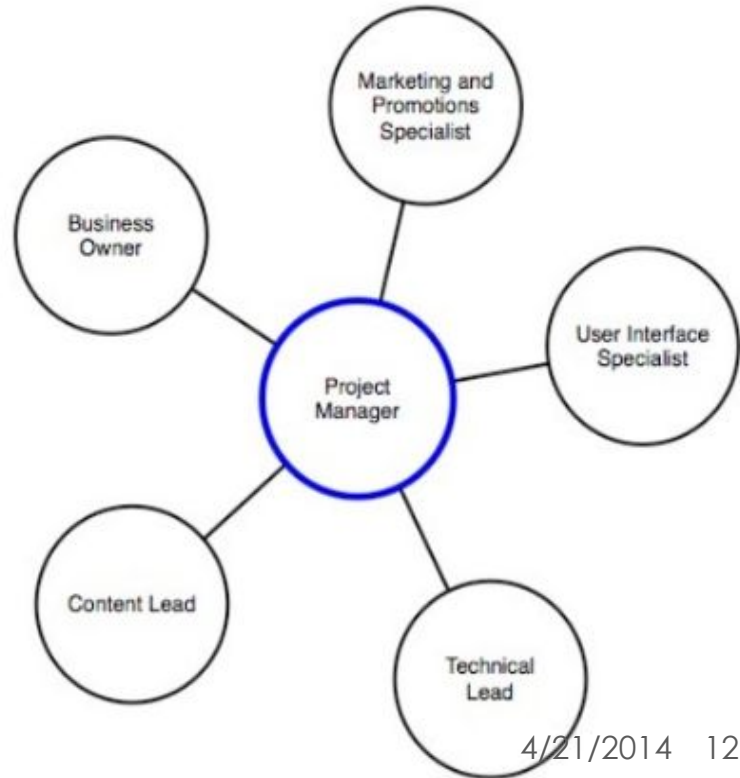 Marketing and
Promotions
Specialist
Business
Owner
User Interface
Specialist
Project
Manager
Content Lead
Technical
Lead
4/21/2014 12